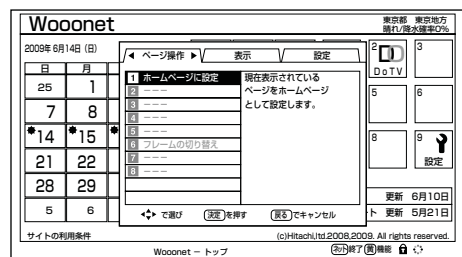 Wooonet
東京都 東京地方
晴れ/降水確率0%
2009年 6月14日 (日)
日 月
25 1
7 8
14 15
21 22
28 29
5 6
ページ操作 表示 設定
1 ホームページに設定
2 ---
3 ---
4 ---
5 ---
6 フレームの切り替え
7 ---
8 ---
現在表示されている
ページをホームページ
として設定します。
で選び 決定を押す 戻るでキャンセル
2 DoTV
3
5
6
8
9 設定
更新 6月10日
ト 更新 5月21日
サイトの利用条件
(c)Hitachi,ltd.2008,2009. All rights reserved.
Wooonet − トップ
ネット終了 黄 機能